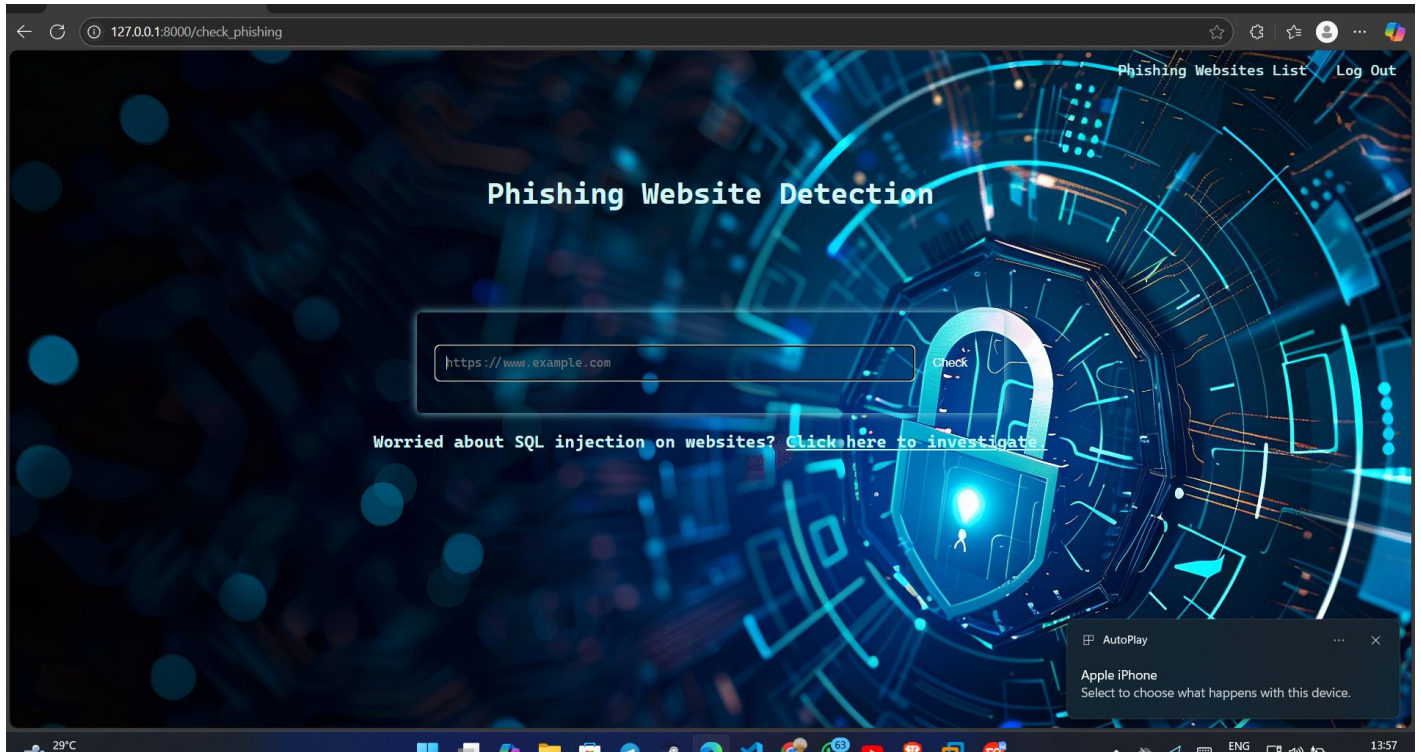 127.0.0.1:8000/check_phishing
Phishing Websites List Log Out
Phishing Website Detection
https://www.example.com Check
Worried about SQL injection on websites? Click here to investigate.
AutoPlay
Apple iPhone
Select to choose what happens with this device.
29°C
63
ENG
13:57